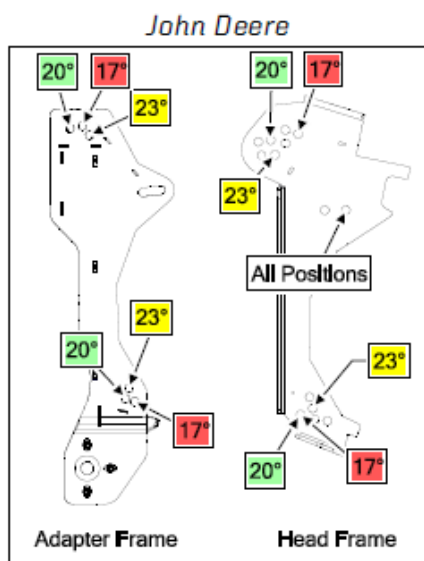 John Deere
20° 17° 20° 17°
23°
23°
All Positions
23°
20° 23°
17°
20° 17°
Adapter Frame Head Frame